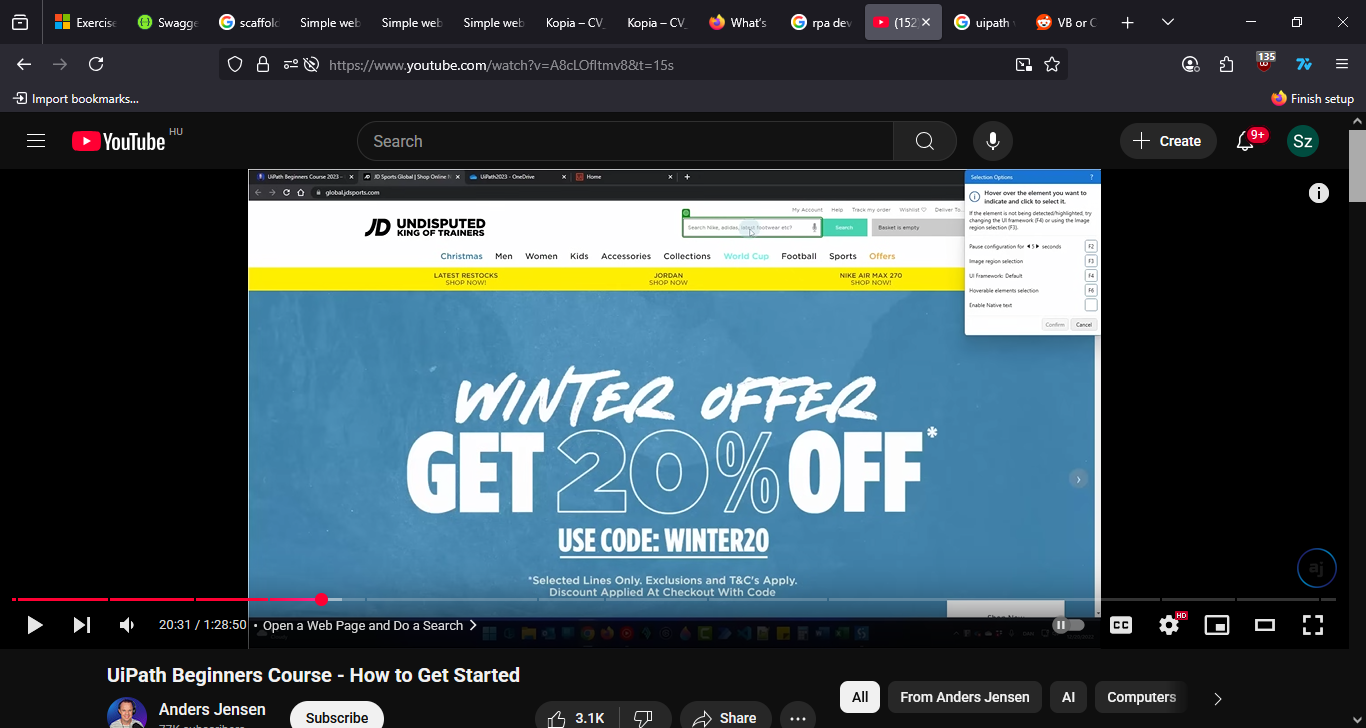 Exercise
Swagge
scaffold
Simple web
Simple web
Simple web
Kopia – CV_
Kopia – CV_
What's
rpa dev
(152
uipath
VB or C
https://www.youtube.com/watch?v=A8cLOfItmv8&t=15s
135
Import bookmarks...
Finish setup
YouTube HU
Search
Create
9+
Sz
UiPath Beginners Course 2023 -
JD Sports Global | Shop Online f
UiPath2023 - OneDrive
Home
global.jdsports.com
My Account Help Track my order Wishlist Deliver To...
JD UNDISPUTED
KING OF TRAINERS
Search Nike, adidas, latest footwear etc?
Search
Basket is empty
Christmas Men Women Kids Accessories Collections World Cup Football Sports Offers
LATEST RESTOCKS
SHOP NOW!
JORDAN
SHOP NOW
NIKE AIR MAX 270
SHOP NOW!
Selection Options ?
Hover over the element you want to
indicate and click to select it.
If the element is not being detected/highlighted, try
changing the UI framework (F4) or using the Image
region selection (F3).
Pause configuration for 5 seconds F2
Image region selection F3
UI Framework: Default F4
Hoverable elements selection F6
Enable Native text
Confirm Cancel
WINTER OFFER
GET 20% OFF*
USE CODE: WINTER20
*Selected Lines Only. Exclusions and T&C's Apply.
Discount Applied At Checkout With Code
aj
20:31 / 1:28:50 • Open a Web Page and Do a Search
CC
HD
UiPath Beginners Course - How to Get Started
Anders Jensen
77K subscribers
Subscribe
3.1K
Share
All
From Anders Jensen
AI
Computers